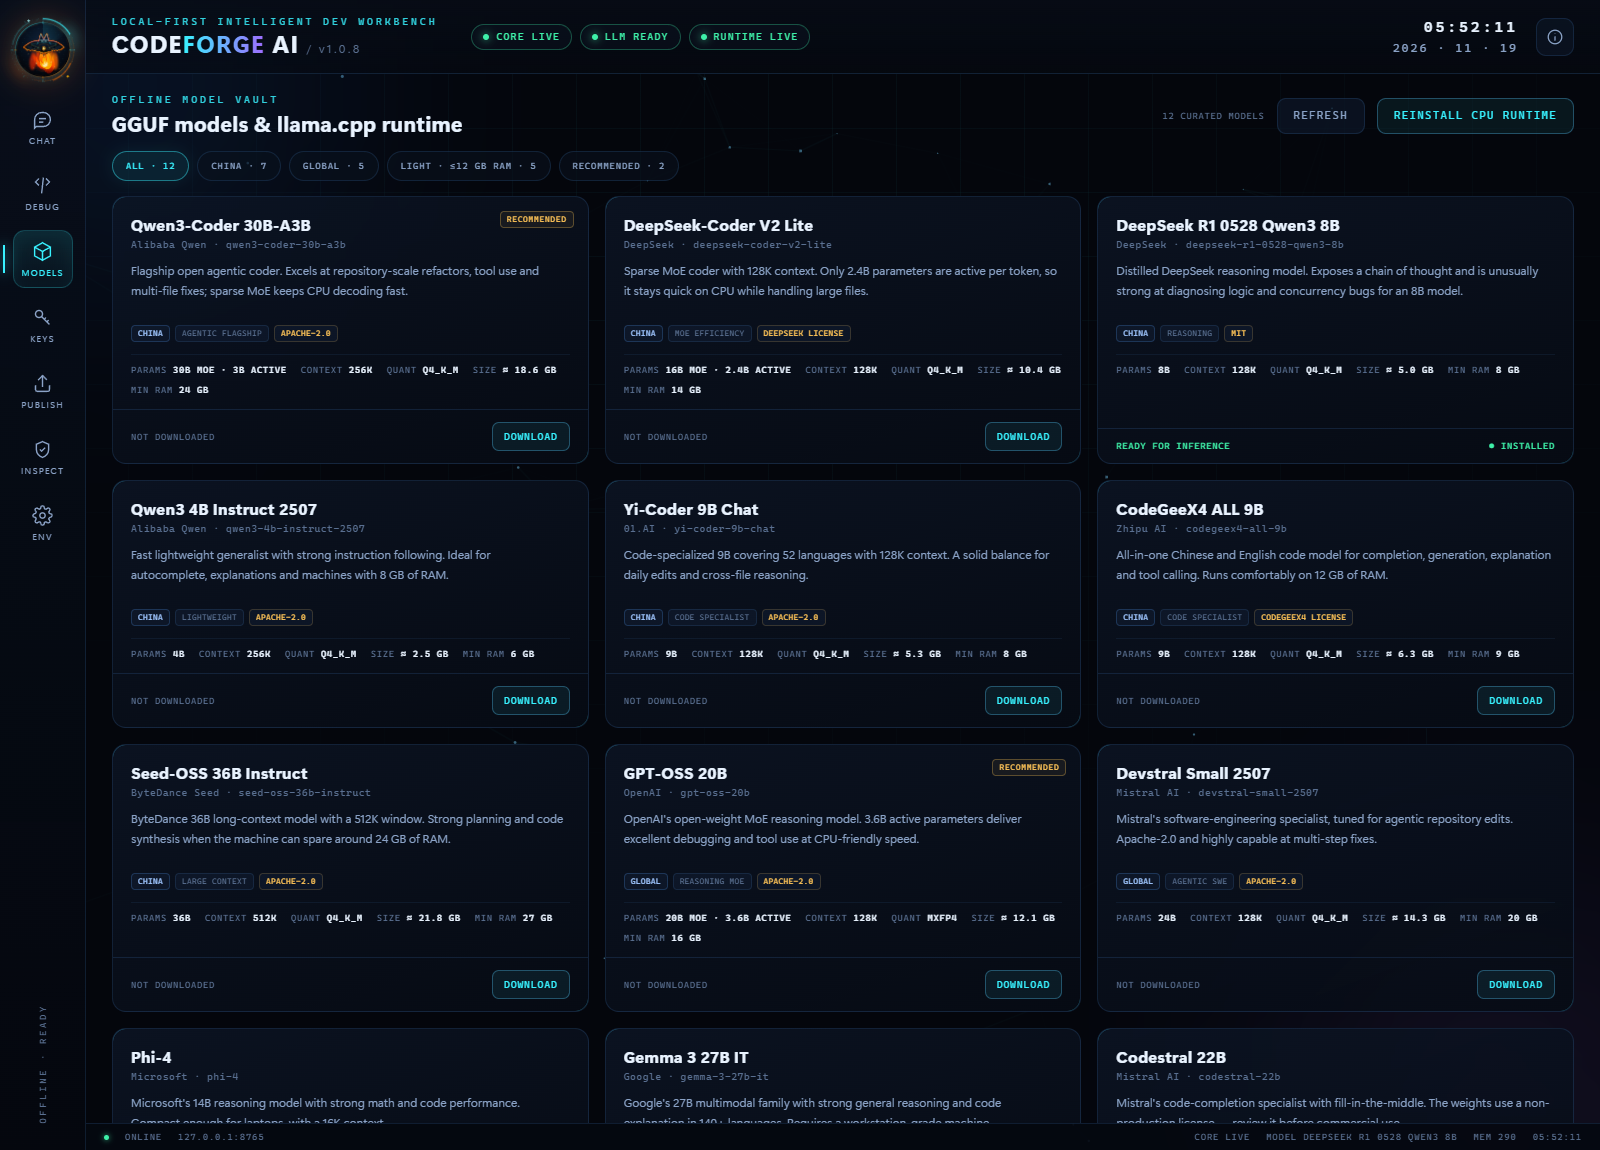 LOCAL-FIRST INTELLIGENT DEV WORKBENCH
CODEFORGE AI / v1.0.8
CORE LIVE
LLM READY
RUNTIME LIVE
05:52:11
2026 · 11 · 19
CHAT
DEBUG
MODELS
KEYS
PUBLISH
INSPECT
ENV
OFFLINE · READY
OFFLINE MODEL VAULT
GGUF models & llama.cpp runtime
12 CURATED MODELS
REFRESH
REINSTALL CPU RUNTIME
ALL · 12
CHINA · 7
GLOBAL · 5
LIGHT · ≤12 GB RAM · 5
RECOMMENDED · 2
Qwen3-Coder 30B-A3B
RECOMMENDED
Alibaba Qwen · qwen3-coder-30b-a3b
Flagship open agentic coder. Excels at repository-scale refactors, tool use and
multi-file fixes; sparse MoE keeps CPU decoding fast.
CHINA AGENTIC FLAGSHIP APACHE-2.0
PARAMS 30B MOE · 3B ACTIVE CONTEXT 256K QUANT Q4_K_M SIZE ≈ 18.6 GB
MIN RAM 24 GB
NOT DOWNLOADED
DOWNLOAD
DeepSeek-Coder V2 Lite
DeepSeek · deepseek-coder-v2-lite
Sparse MoE coder with 128K context. Only 2.4B parameters are active per token, so
it stays quick on CPU while handling large files.
CHINA MOE EFFICIENCY DEEPSEEK LICENSE
PARAMS 16B MOE · 2.4B ACTIVE CONTEXT 128K QUANT Q4_K_M SIZE ≈ 10.4 GB
MIN RAM 14 GB
NOT DOWNLOADED
DOWNLOAD
DeepSeek R1 0528 Qwen3 8B
DeepSeek · deepseek-r1-0528-qwen3-8b
Distilled DeepSeek reasoning model. Exposes a chain of thought and is unusually
strong at diagnosing logic and concurrency bugs for an 8B model.
CHINA REASONING MIT
PARAMS 8B CONTEXT 128K QUANT Q4_K_M SIZE ≈ 5.0 GB MIN RAM 8 GB
READY FOR INFERENCE
INSTALLED
Qwen3 4B Instruct 2507
Alibaba Qwen · qwen3-4b-instruct-2507
Fast lightweight generalist with strong instruction following. Ideal for
autocomplete, explanations and machines with 8 GB of RAM.
CHINA LIGHTWEIGHT APACHE-2.0
PARAMS 4B CONTEXT 256K QUANT Q4_K_M SIZE ≈ 2.5 GB MIN RAM 6 GB
NOT DOWNLOADED
DOWNLOAD
Yi-Coder 9B Chat
01.AI · yi-coder-9b-chat
Code-specialized 9B covering 52 languages with 128K context. A solid balance for
daily edits and cross-file reasoning.
CHINA CODE SPECIALIST APACHE-2.0
PARAMS 9B CONTEXT 128K QUANT Q4_K_M SIZE ≈ 5.3 GB MIN RAM 8 GB
NOT DOWNLOADED
DOWNLOAD
CodeGeeX4 ALL 9B
Zhipu AI · codegeex4-all-9b
All-in-one Chinese and English code model for completion, generation, explanation
and tool calling. Runs comfortably on 12 GB of RAM.
CHINA CODE SPECIALIST CODEGEEX4 LICENSE
PARAMS 9B CONTEXT 128K QUANT Q4_K_M SIZE ≈ 6.3 GB MIN RAM 9 GB
NOT DOWNLOADED
DOWNLOAD
Seed-OSS 36B Instruct
ByteDance Seed · seed-oss-36b-instruct
ByteDance 36B long-context model with a 512K window. Strong planning and code
synthesis when the machine can spare around 24 GB of RAM.
CHINA LARGE CONTEXT APACHE-2.0
PARAMS 36B CONTEXT 512K QUANT Q4_K_M SIZE ≈ 21.8 GB MIN RAM 27 GB
NOT DOWNLOADED
DOWNLOAD
GPT-OSS 20B
RECOMMENDED
OpenAI · gpt-oss-20b
OpenAI's open-weight MoE reasoning model. 3.6B active parameters deliver
excellent debugging and tool use at CPU-friendly speed.
GLOBAL REASONING MOE APACHE-2.0
PARAMS 20B MOE · 3.6B ACTIVE CONTEXT 128K QUANT MXFP4 SIZE ≈ 12.1 GB
MIN RAM 16 GB
NOT DOWNLOADED
DOWNLOAD
Devstral Small 2507
Mistral AI · devstral-small-2507
Mistral's software-engineering specialist, tuned for agentic repository edits.
Apache-2.0 and highly capable at multi-step fixes.
GLOBAL AGENTIC SWE APACHE-2.0
PARAMS 24B CONTEXT 128K QUANT Q4_K_M SIZE ≈ 14.3 GB MIN RAM 20 GB
NOT DOWNLOADED
DOWNLOAD
Phi-4
Microsoft · phi-4
Microsoft's 14B reasoning model with strong math and code performance.
Compact enough for laptops, with a 16K context.
Gemma 3 27B IT
Google · gemma-3-27b-it
Google's 27B multimodal family with strong general reasoning and code
explanation in 140+ languages. Requires a workstation-grade machine.
Codestral 22B
Mistral AI · codestral-22b
Mistral's code-completion specialist with fill-in-the-middle. The weights use a non-
production license — review it before commercial use.
ONLINE 127.0.0.1:8765
CORE LIVE MODEL DEEPSEEK R1 0528 QWEN3 8B MEM 290 05:52:11